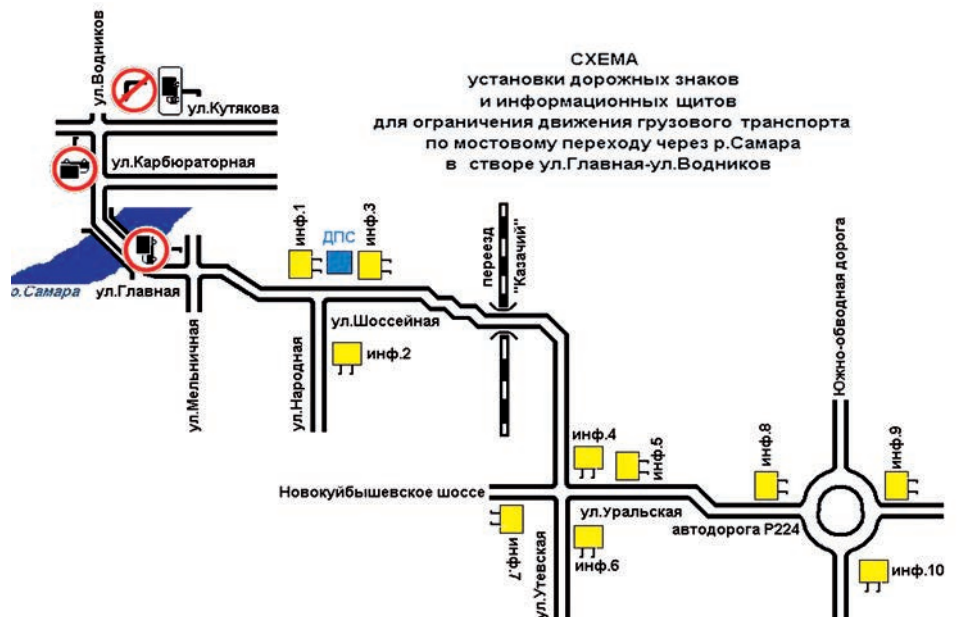 СХЕМА
установки дорожных знаков
и информационных щитов
для ограничения движения грузового транспорта
по мостовому переходу через р.Самара
в створе ул.Главная-ул.Водников
ул.Водников
ул.Кутякова
ул.Карбюраторная
о.Самара
ул.Главная
ул.Мельничная
инф.1
ДПС
инф.3
ул.Шоссейная
ул.Народная
инф.2
переезд
"Казачий"
Южно-обводная дорога
инф.4
инф.5
инф.8
инф.9
Новокуйбышевское шоссе
ул.Уральская
автодорога Р224
инф.7
ул.Утевская
инф.6
инф.10